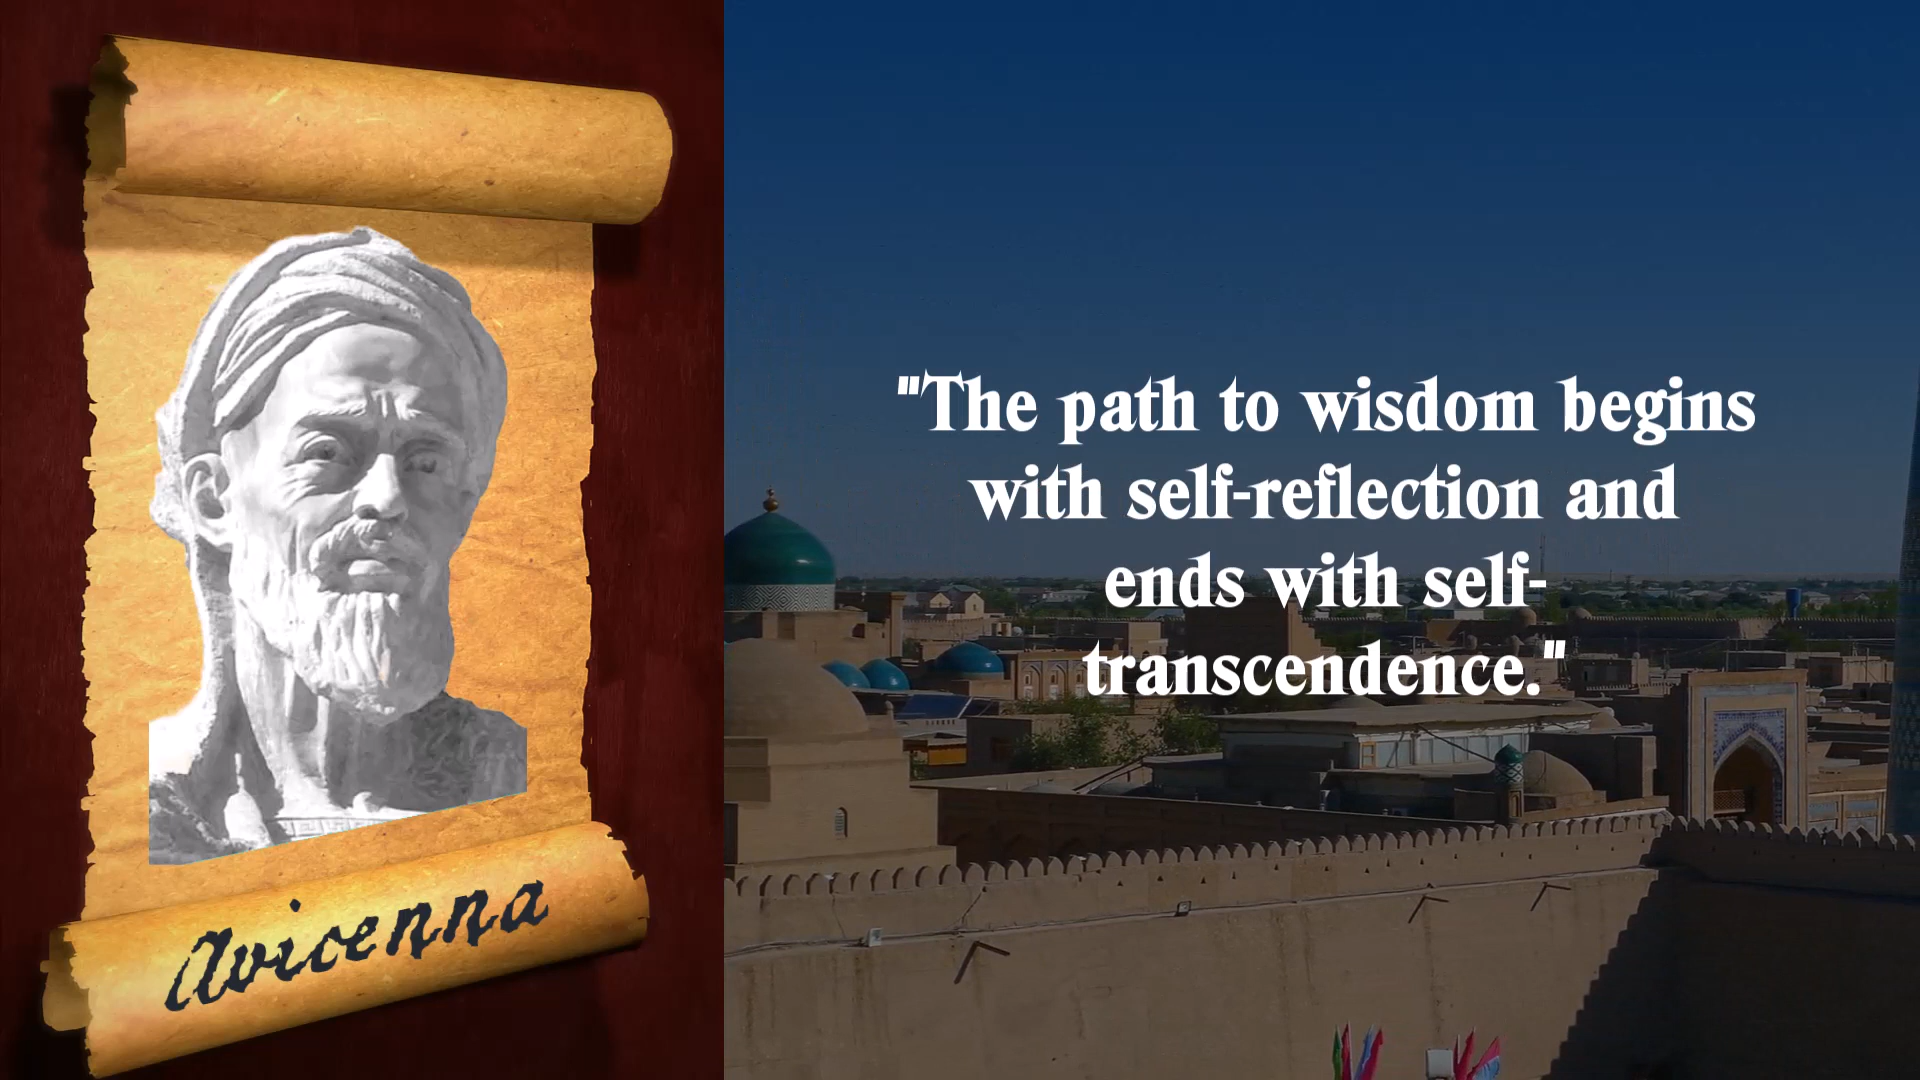 "The path to wisdom begins
with self-reflection and
ends with self-
transcendence."
Avicenna